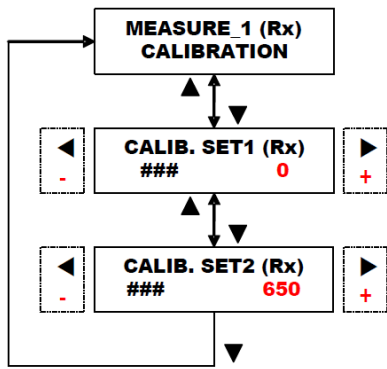 MEASURE_1 (Rx)
CALIBRATION
▲ ▼
◀ CALIB. SET1 (Rx) ▶
- ### 0 +
▲ ▼
◀ CALIB. SET2 (Rx) ▶
- ### 650 +
▼